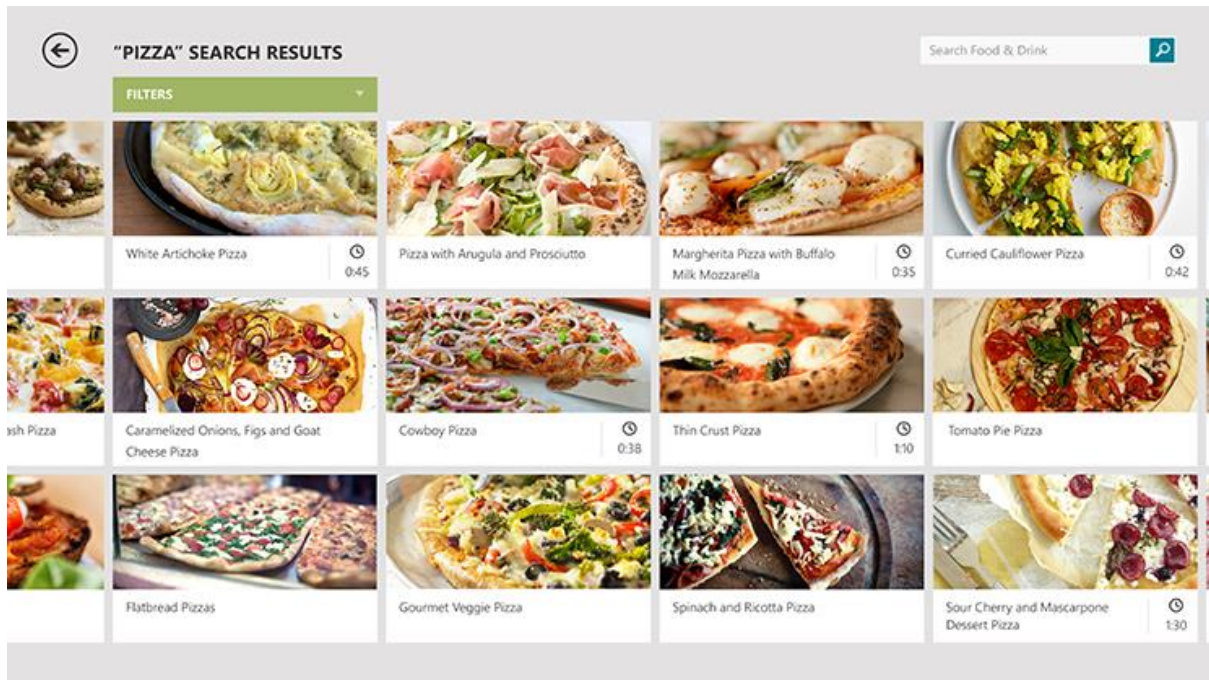 "PIZZA" SEARCH RESULTS
Search Food & Drink
FILTERS
White Artichoke Pizza
0:45
Pizza with Arugula and Prosciutto
Margherita Pizza with Buffalo
Milk Mozzarella
0:35
Curried Cauliflower Pizza
0:42
ash Pizza
Caramelized Onions, Figs and Goat
Cheese Pizza
Cowboy Pizza
0:38
Thin Crust Pizza
1:10
Tomato Pie Pizza
Flatbread Pizzas
Gourmet Veggie Pizza
Spinach and Ricotta Pizza
Sour Cherry and Mascarpone
Dessert Pizza
1:30